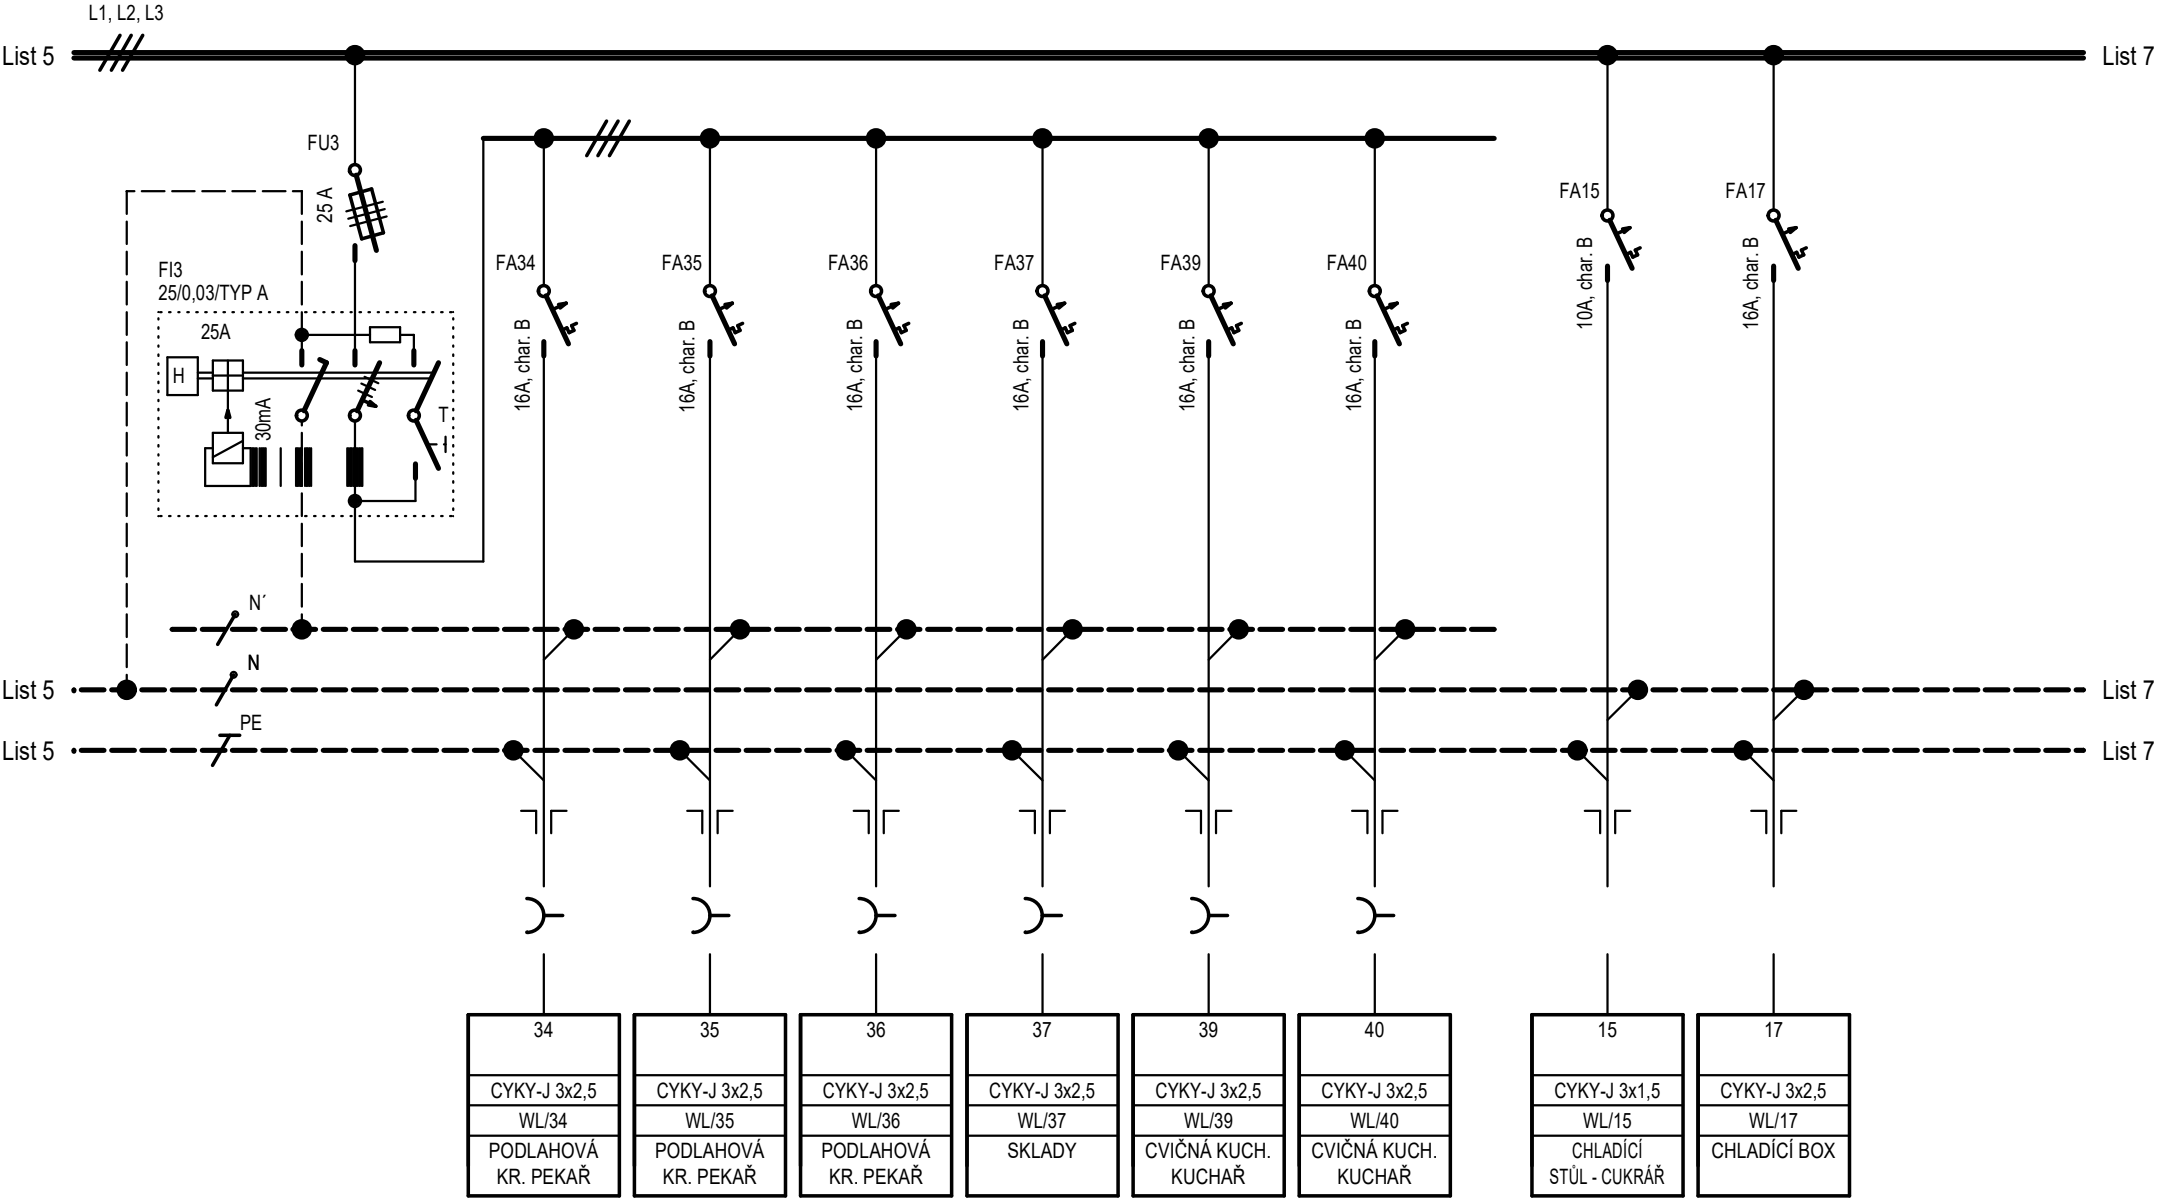 L1, L2, L3
List 5
List 7
FU3
25 A
FI3
25/0,03/TYP A
25A
H
30mA
T
FA34
16A, char. B
FA35
16A, char. B
FA36
16A, char. B
FA37
16A, char. B
FA39
16A, char. B
FA40
16A, char. B
FA15
10A, char. B
FA17
16A, char. B
N´
N
List 5
List 7
PE
List 5
List 7
34
CYKY-J 3x2,5
WL/34
PODLAHOVÁ
KR. PEKAŘ
35
CYKY-J 3x2,5
WL/35
PODLAHOVÁ
KR. PEKAŘ
36
CYKY-J 3x2,5
WL/36
PODLAHOVÁ
KR. PEKAŘ
37
CYKY-J 3x2,5
WL/37
SKLADY
39
CYKY-J 3x2,5
WL/39
CVIČNÁ KUCH.
KUCHAŘ
40
CYKY-J 3x2,5
WL/40
CVIČNÁ KUCH.
KUCHAŘ
15
CYKY-J 3x1,5
WL/15
CHLADÍCÍ
STŮL - CUKRÁŘ
17
CYKY-J 3x2,5
WL/17
CHLADÍCÍ BOX